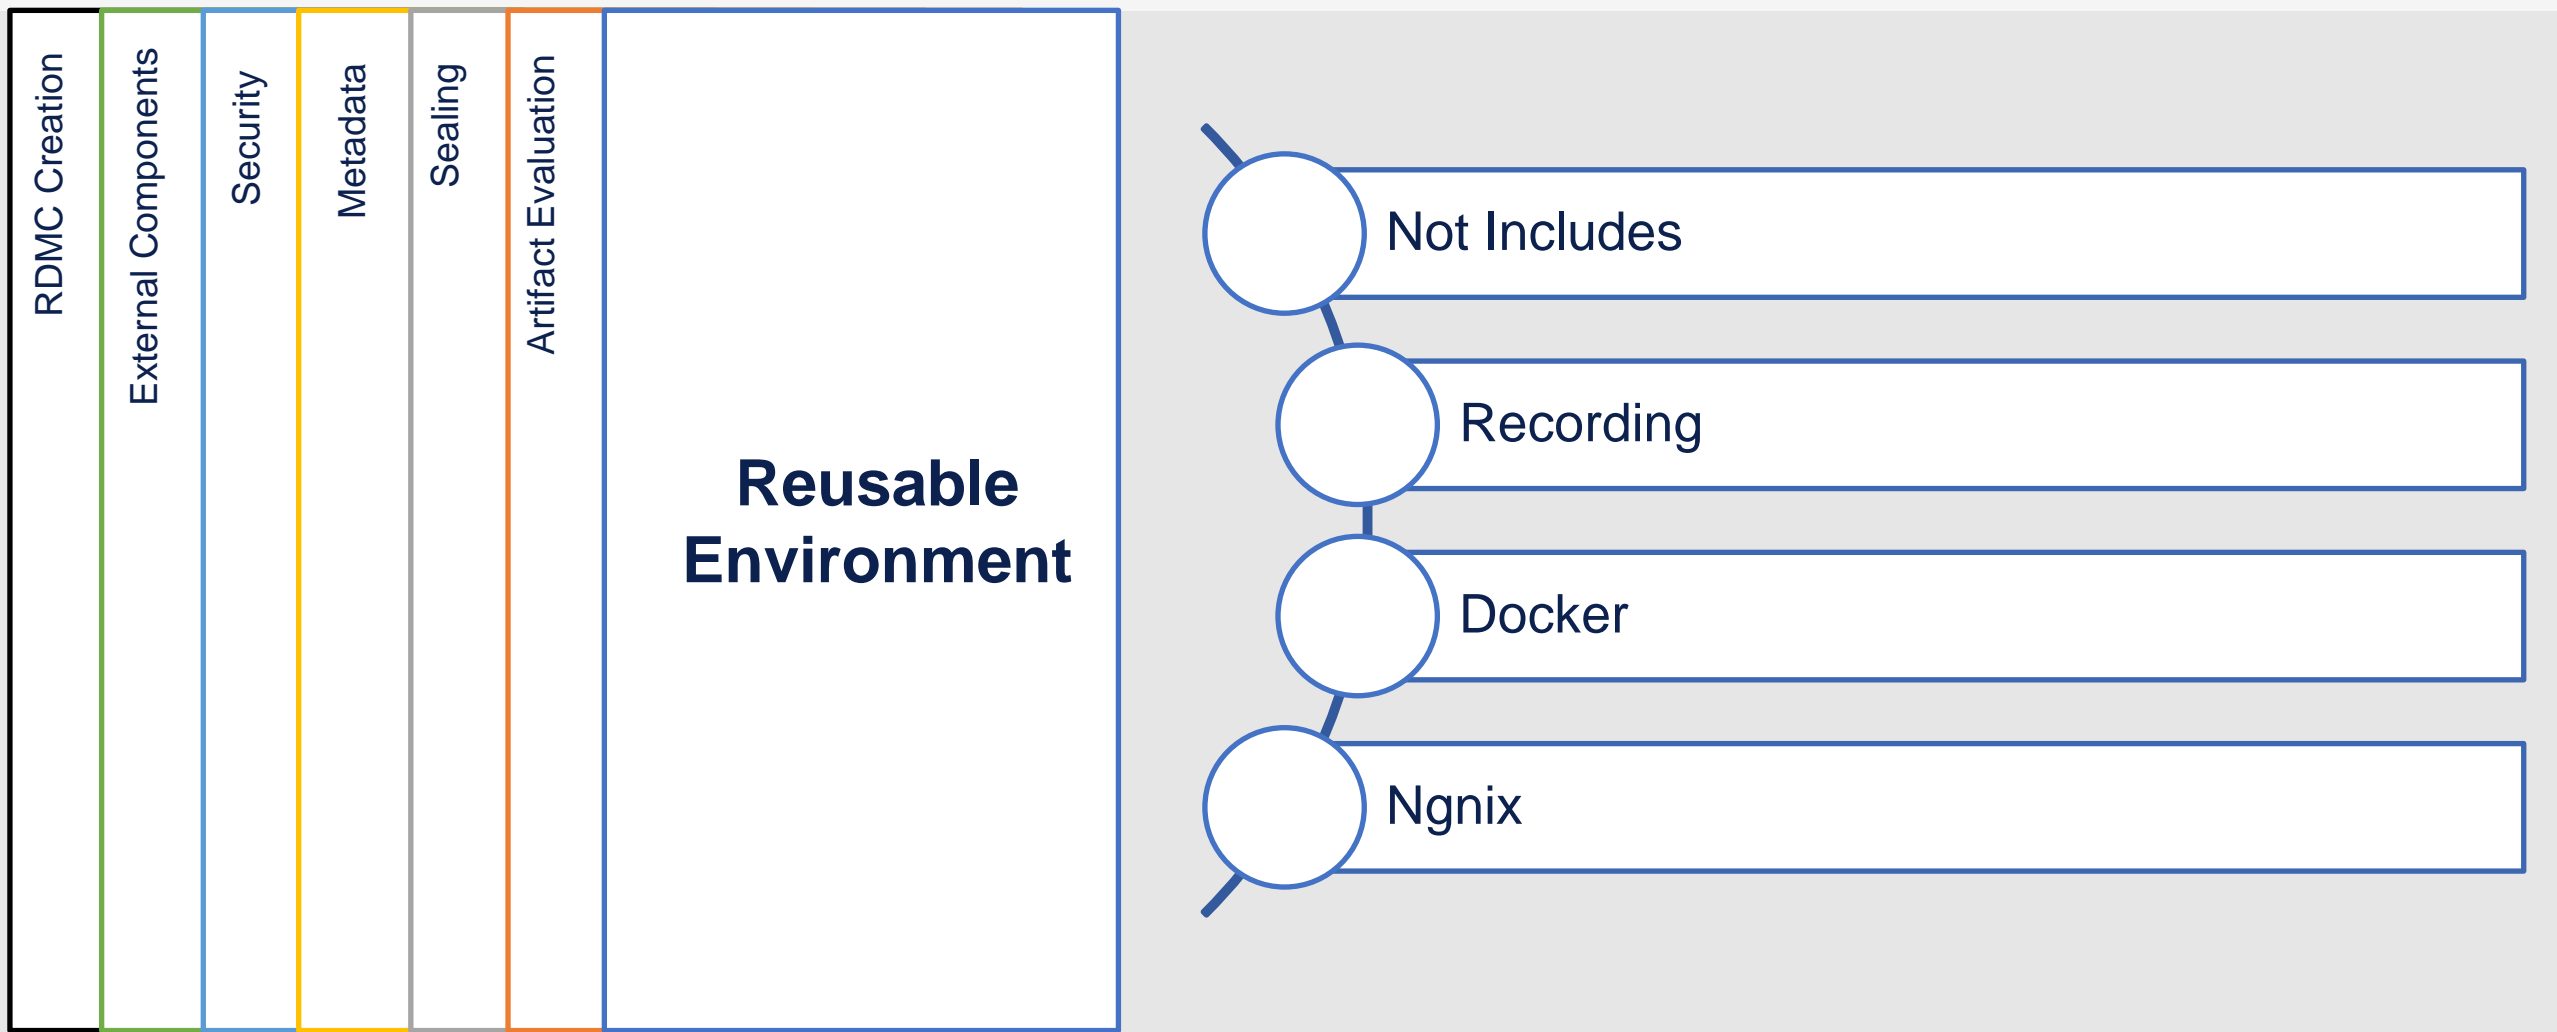 RDMC Creation
External Components
Security
Metadata
Sealing
Artifact Evaluation
Reusable
Environment
Not Includes
Recording
Docker
Ngnix